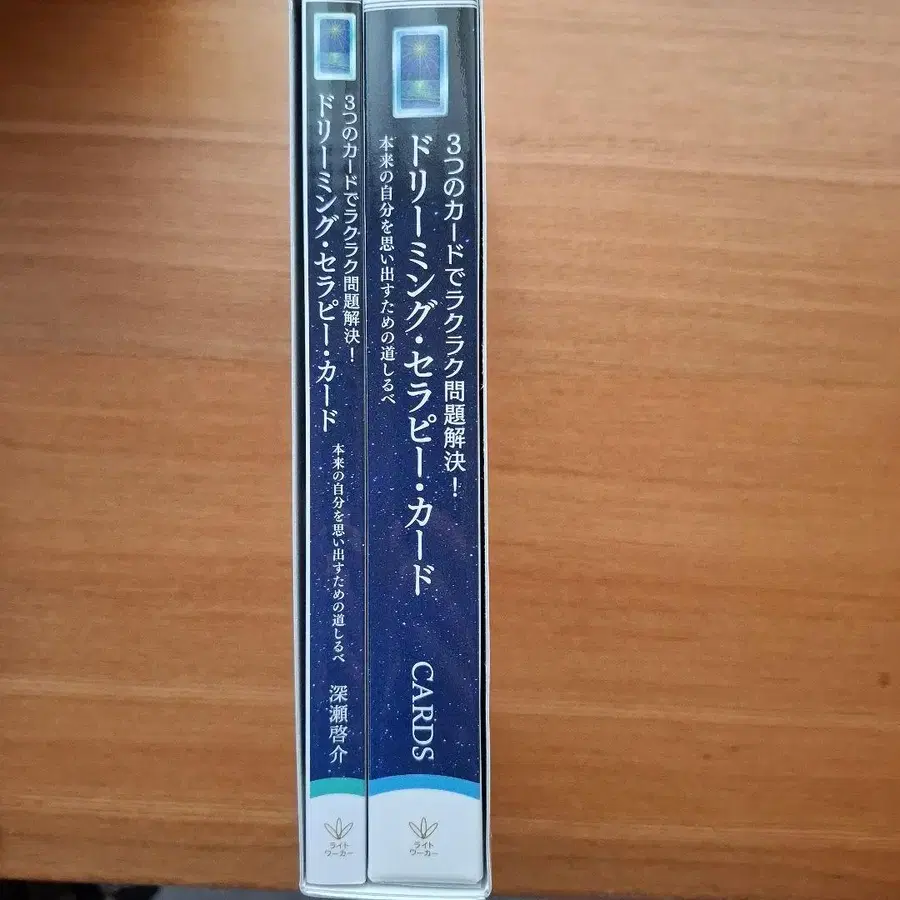 3つのカードでラクラク問題解決!
ドリーミング・セラピー・カード
本来の自分を思い出すための道しるべ
深瀬啓介
ライト
ワーカー
3つのカードでラクラク問題解決!
ドリーミング・セラピー・カード
本来の自分を思い出すための道しるべ
CARDS
ライト
ワーカー